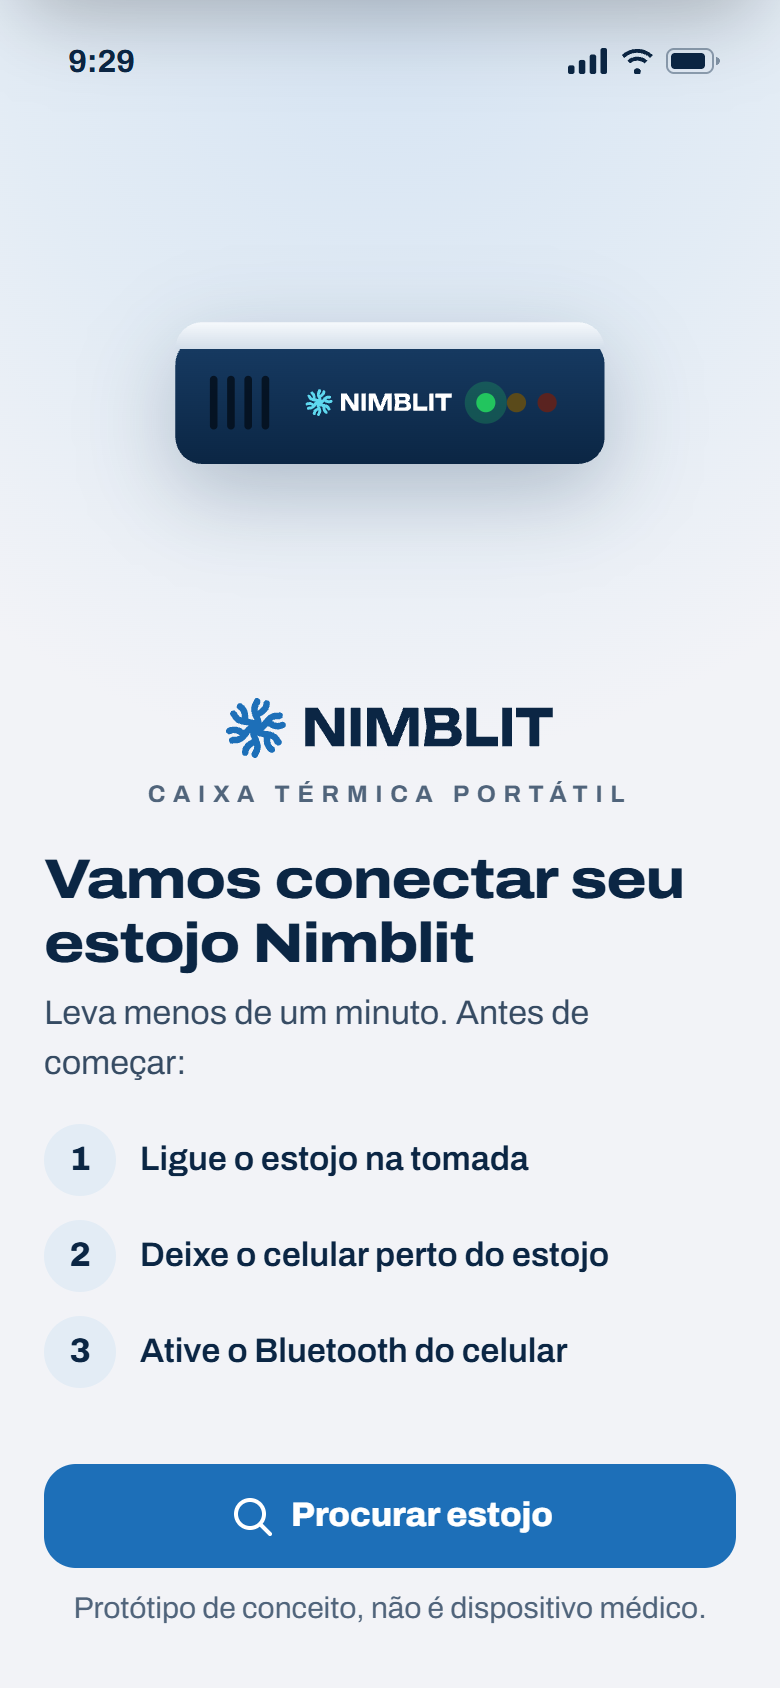 9:29
NIMBLIT
NIMBLIT
CAIXA TÉRMICA PORTÁTIL
Vamos conectar seu
estojo Nimblit
Leva menos de um minuto. Antes de
começar:
1 Ligue o estojo na tomada
2 Deixe o celular perto do estojo
3 Ative o Bluetooth do celular
Procurar estojo
Protótipo de conceito, não é dispositivo médico.